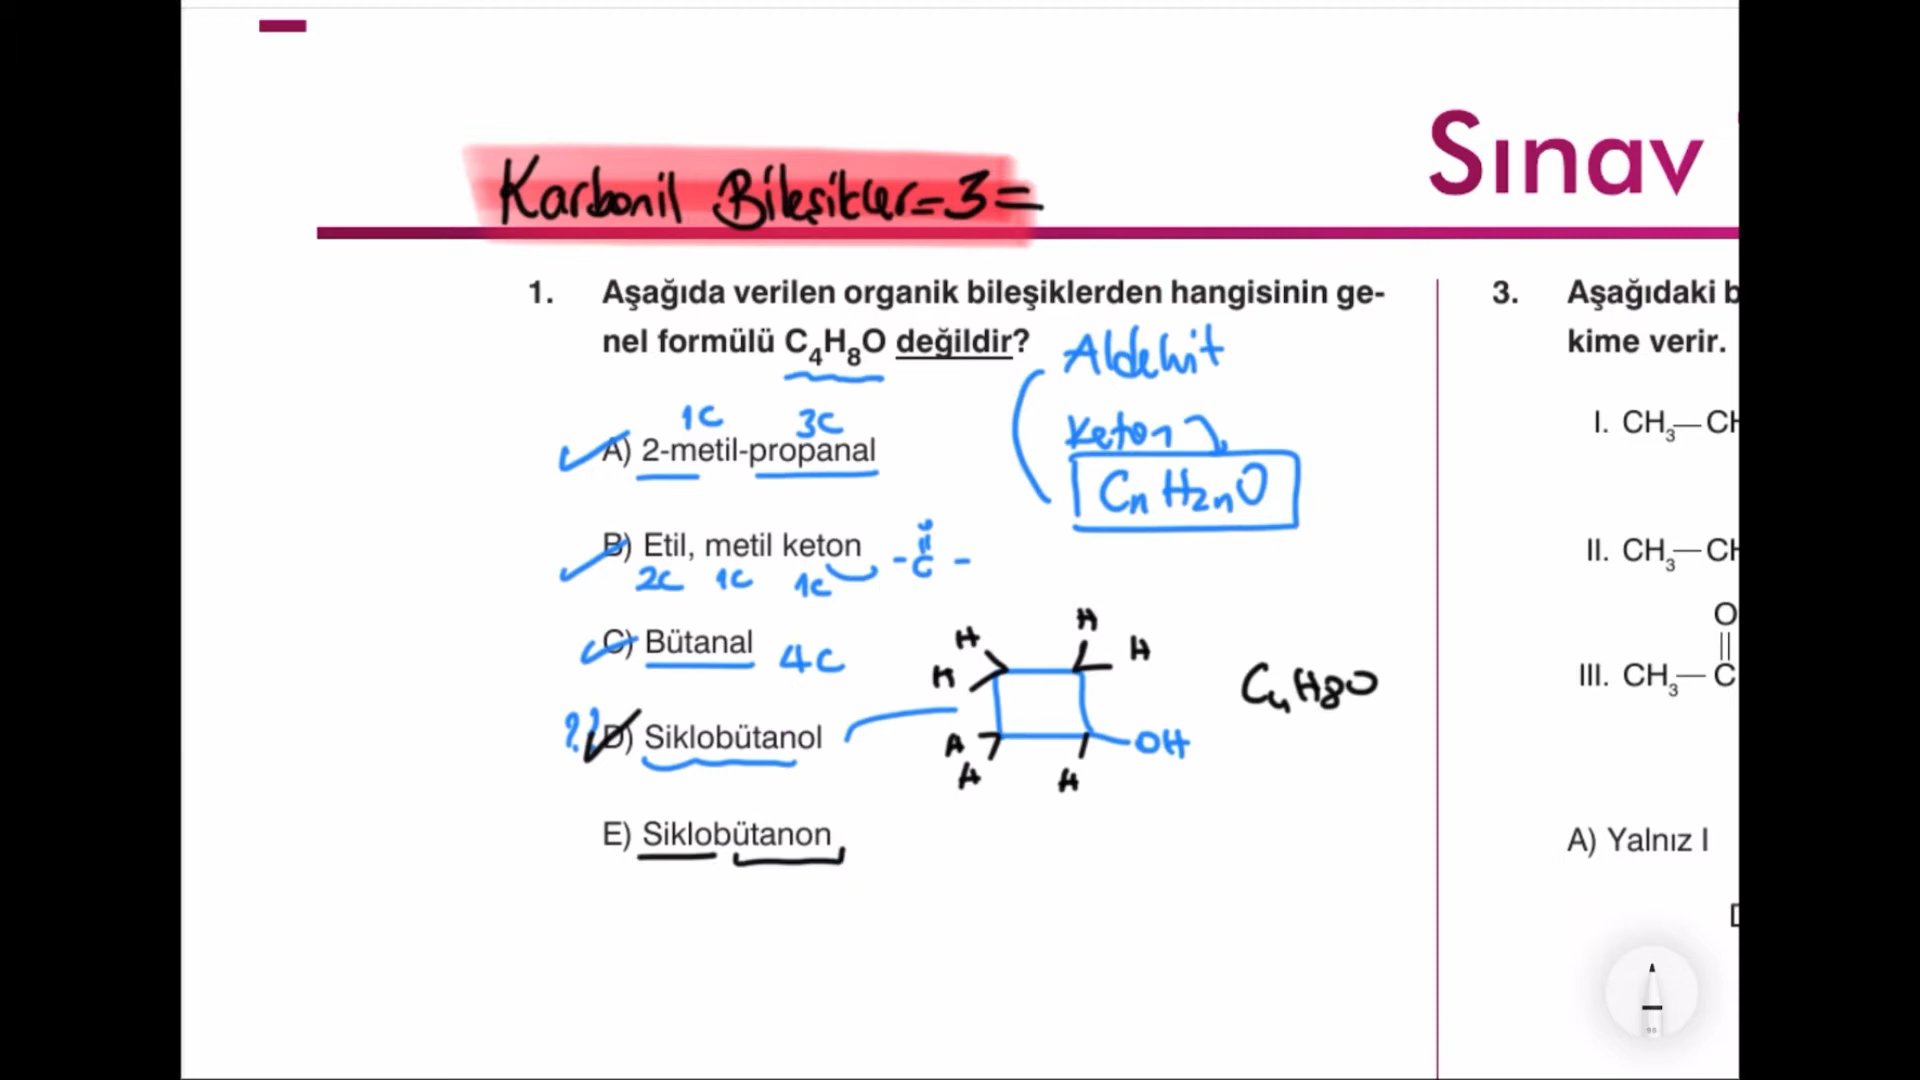 Sınav
Karbonil Bileşikler-3=
1. Aşağıda verilen organik bileşiklerden hangisinin ge-
nel formülü C₄H₈O değildir?
Aldehit
Keton
CnH2nO
1C 3C
A) 2-metil-propanal
B) Etil, metil keton
2C 1C 1C
O
=
-C-
C) Bütanal 4C
?? D) Siklobütanol
H H
H H
H OH
H H
C₄H8O
E) Siklobütanon
3. Aşağıdaki b
kime verir.
I. CH₃—CH
II. CH₃—CH
O
||
III. CH₃—C
A) Yalnız I